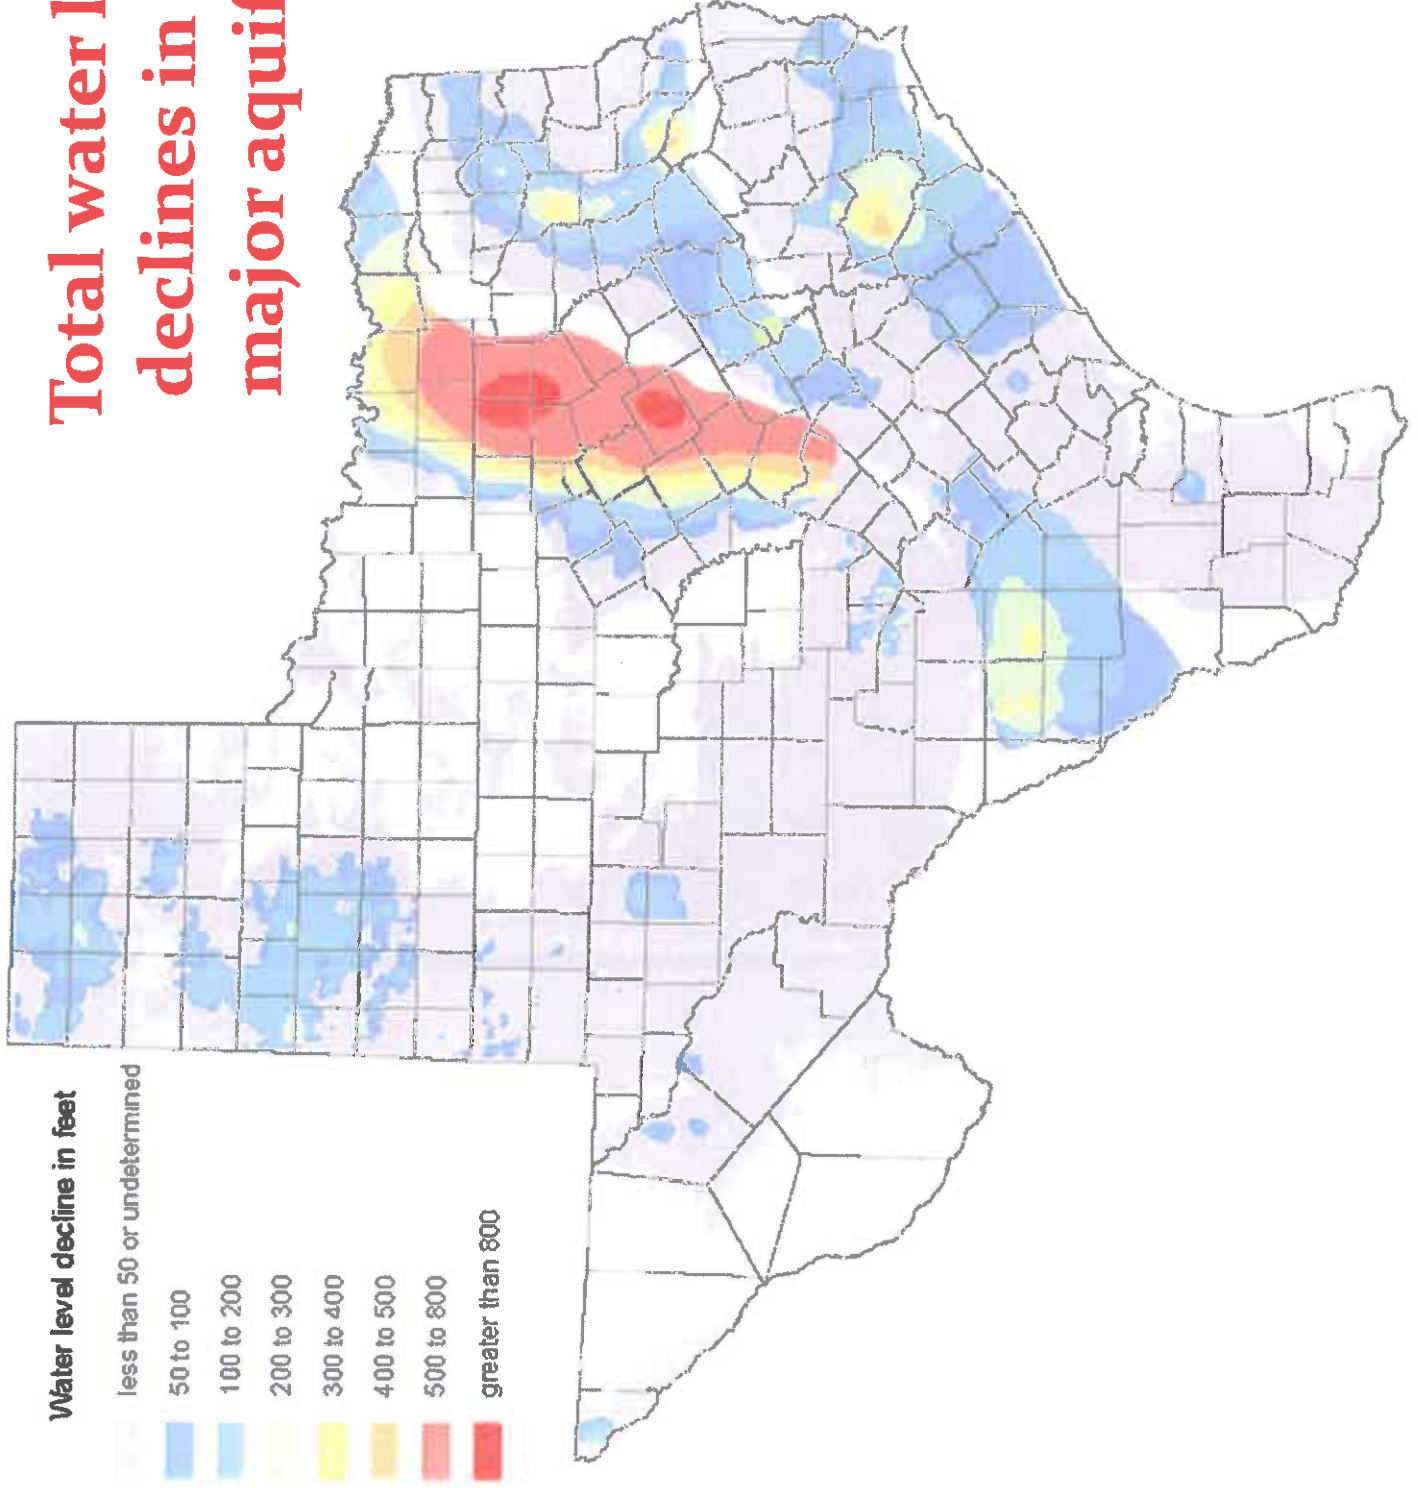 Total water
declines in
major
Water level decline in feet
less than 50 or undetermined
50 to 100
100 to 200
200 to 300
300 to 400
400 to 500
500 to 800
greater than 800